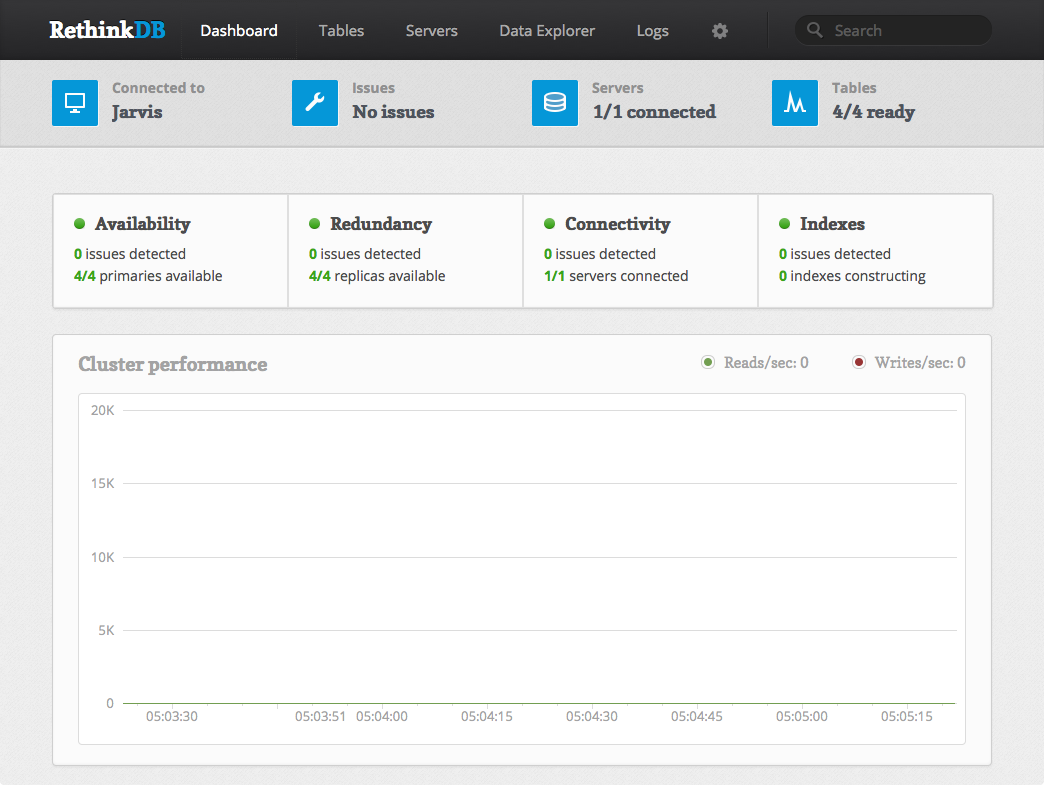 RethinkDB Dashboard Tables Servers Data Explorer Logs Search
Connected to Issues Servers Tables
Jarvis No issues 1/1 connected 4/4 ready
Availability Redundancy Connectivity Indexes
0 issues detected 0 issues detected 0 issues detected 0 issues detected
4/4 primaries available 4/4 replicas available 1/1 servers connected 0 indexes constructing
Cluster performance Reads/sec: 0 Writes/sec: 0
20K
15K
10K
5K
0
05:03:30 05:03:51 05:04:00 05:04:15 05:04:30 05:04:45 05:05:00 05:05:15